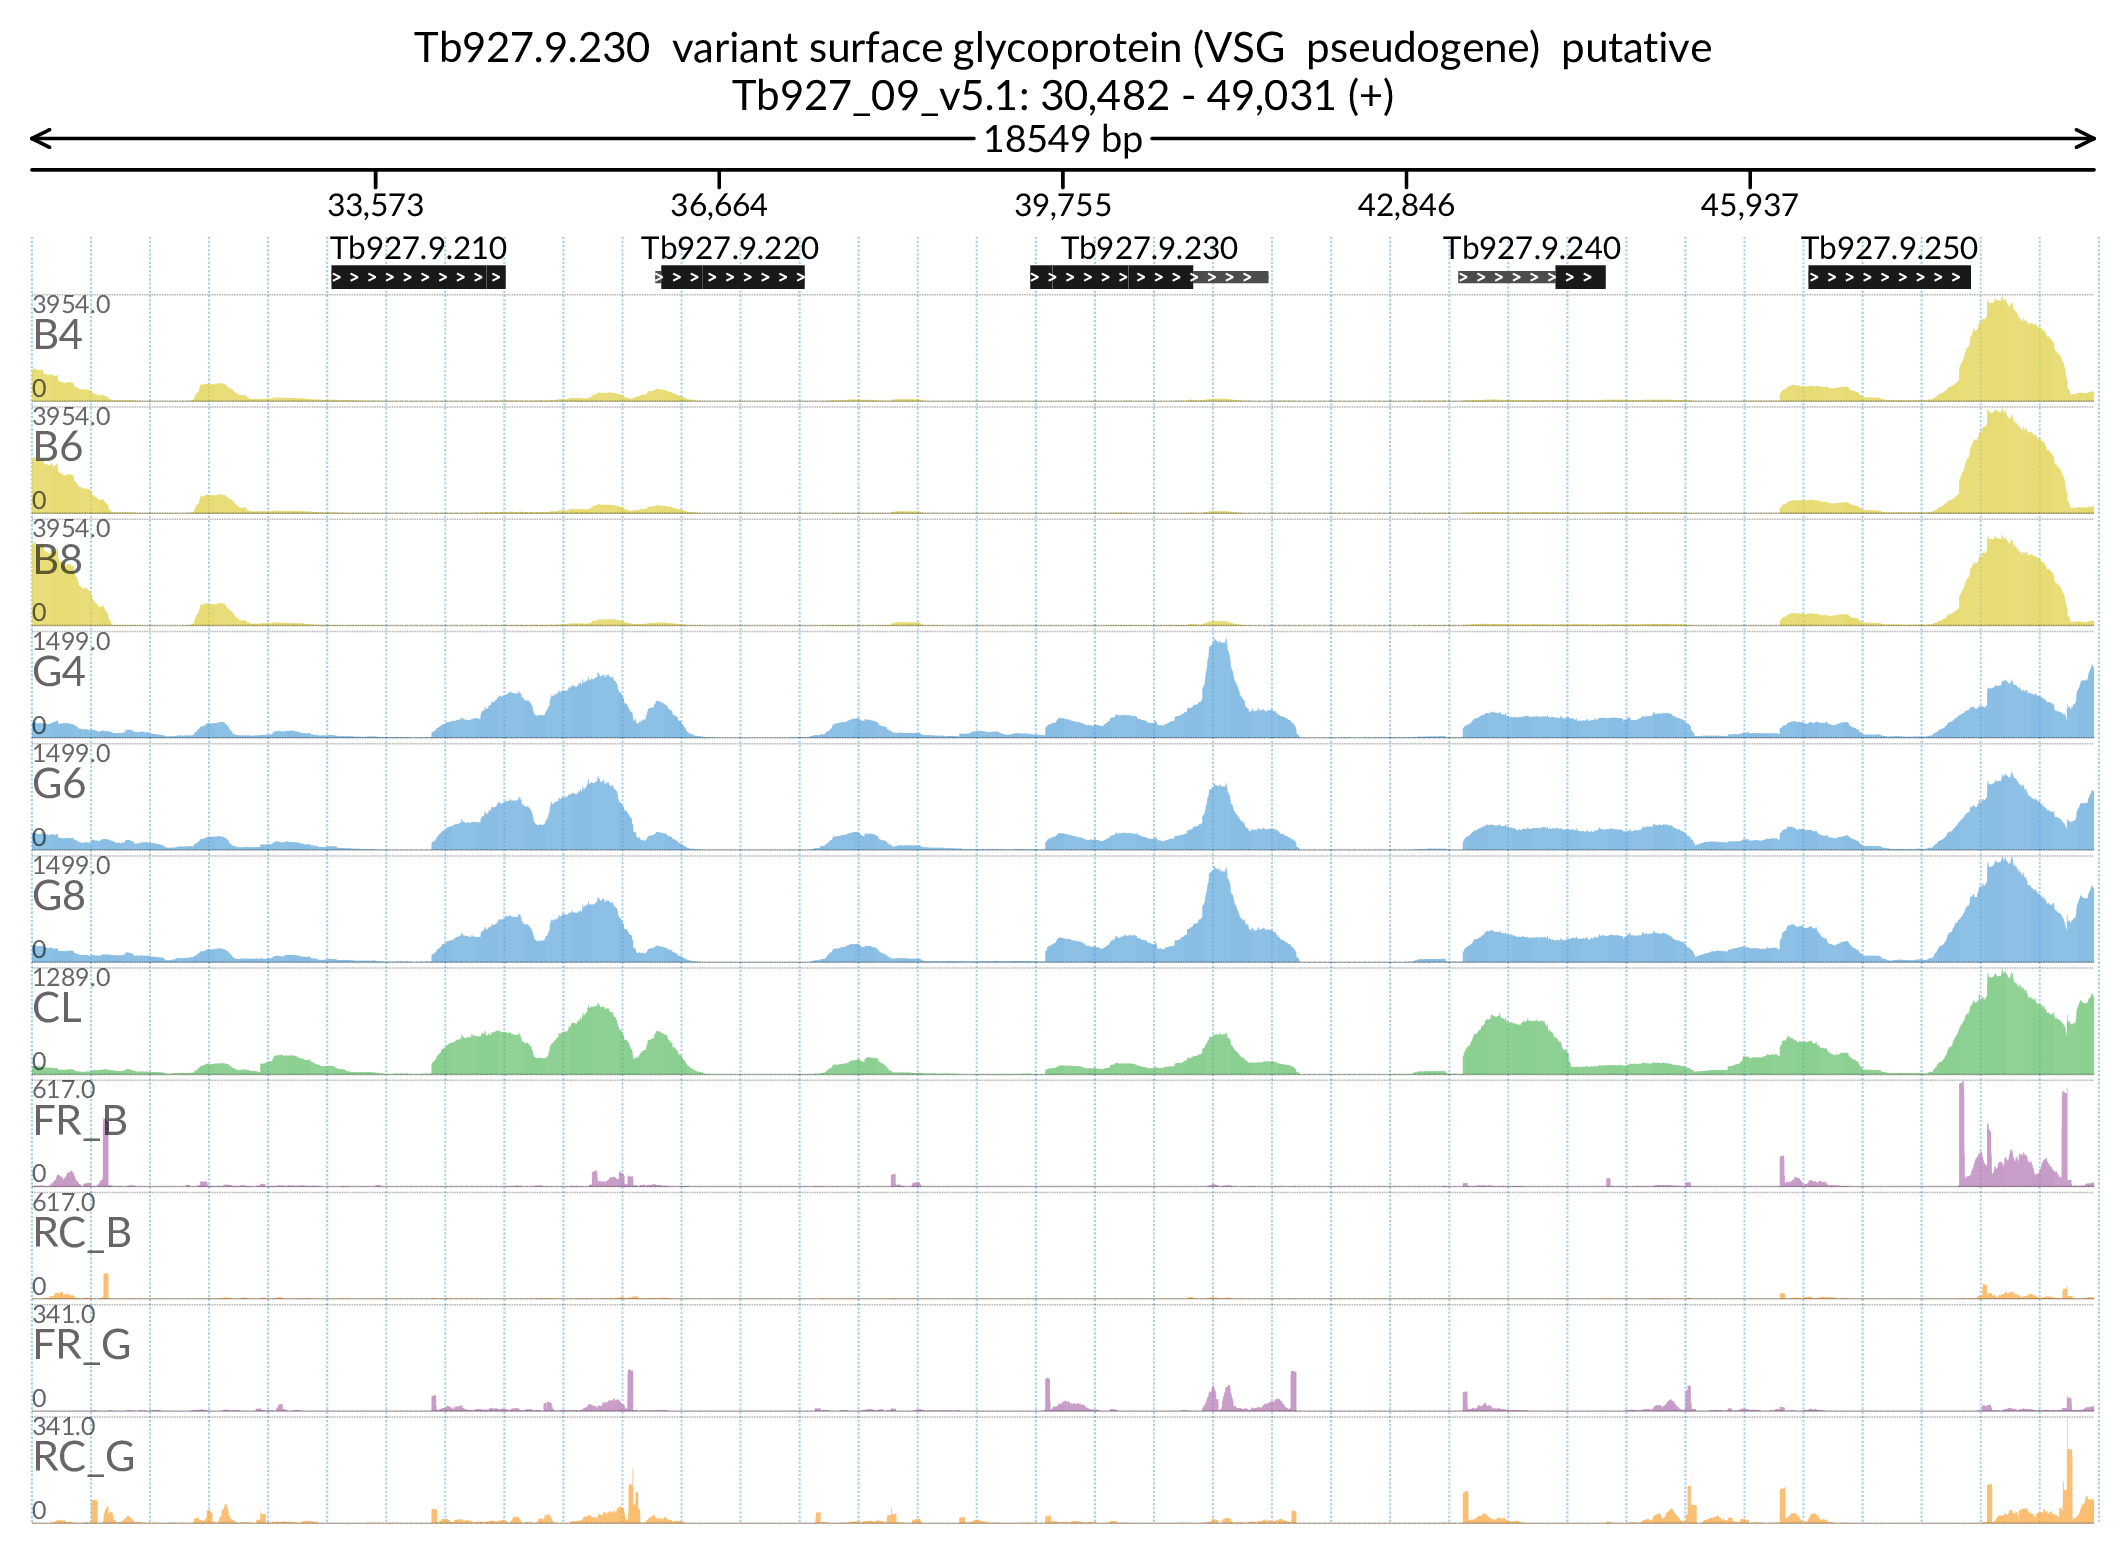 Tb927.9.230 variant surface glycoprotein (VSG pseudogene) putative
Tb927_09_v5.1: 30,482 - 49,031 (+)
18549 bp
33,573 36,664 39,755 42,846 45,937
Tb927.9.210 Tb927.9.220 Tb927.9.230 Tb927.9.240 Tb927.9.250
3954.0
B4
0
3954.0
B6
0
3954.0
B8
0
1499.0
G4
0
1499.0
G6
0
1499.0
G8
0
1289.0
CL
0
617.0
FR_B
0
617.0
RC_B
0
341.0
FR_G
0
341.0
RC_G
0